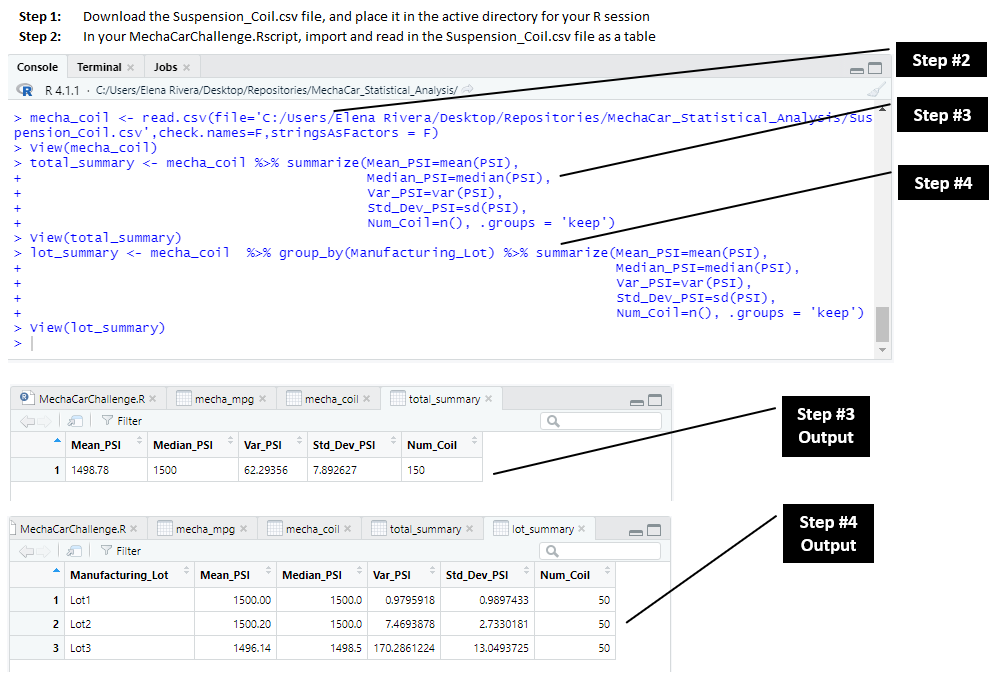 Step 1: Download the Suspension_Coil.csv file, and place it in the active directory for your R session
Step 2: In your MechaCarChallenge.Rscript, import and read in the Suspension_Coil.csv file as a table
Console Terminal × Jobs ×
R R 4.1.1 · C:/Users/Elena Rivera/Desktop/Repositories/MechaCar_Statistical_Analysis/
> mecha_coil <- read.csv(file='C:/Users/Elena Rivera/Desktop/Repositories/MechaCar_Statistical_Analysis/Sus
pension_Coil.csv',check.names=F,stringsAsFactors = F)
> View(mecha_coil)
> total_summary <- mecha_coil %>% summarize(Mean_PSI=mean(PSI),
+ Median_PSI=median(PSI),
+ Var_PSI=var(PSI),
+ Std_Dev_PSI=sd(PSI),
+ Num_Coil=n(), .groups = 'keep')
> View(total_summary)
> lot_summary <- mecha_coil  %>% group_by(Manufacturing_Lot) %>% summarize(Mean_PSI=mean(PSI),
+ Median_PSI=median(PSI),
+ Var_PSI=var(PSI),
+ Std_Dev_PSI=sd(PSI),
+ Num_Coil=n(), .groups = 'keep')
> View(lot_summary)
>
Step #2
Step #3
Step #4
MechaCarChallenge.R × mecha_mpg × mecha_coil × total_summary ×
Filter
Mean_PSI Median_PSI Var_PSI Std_Dev_PSI Num_Coil
1 1498.78 1500 62.29356 7.892627 150
Step #3
Output
MechaCarChallenge.R × mecha_mpg × mecha_coil × total_summary × lot_summary ×
Filter
Manufacturing_Lot Mean_PSI Median_PSI Var_PSI Std_Dev_PSI Num_Coil
1 Lot1 1500.00 1500.0 0.9795918 0.9897433 50
2 Lot2 1500.20 1500.0 7.4693878 2.7330181 50
3 Lot3 1496.14 1498.5 170.2861224 13.0493725 50
Step #4
Output